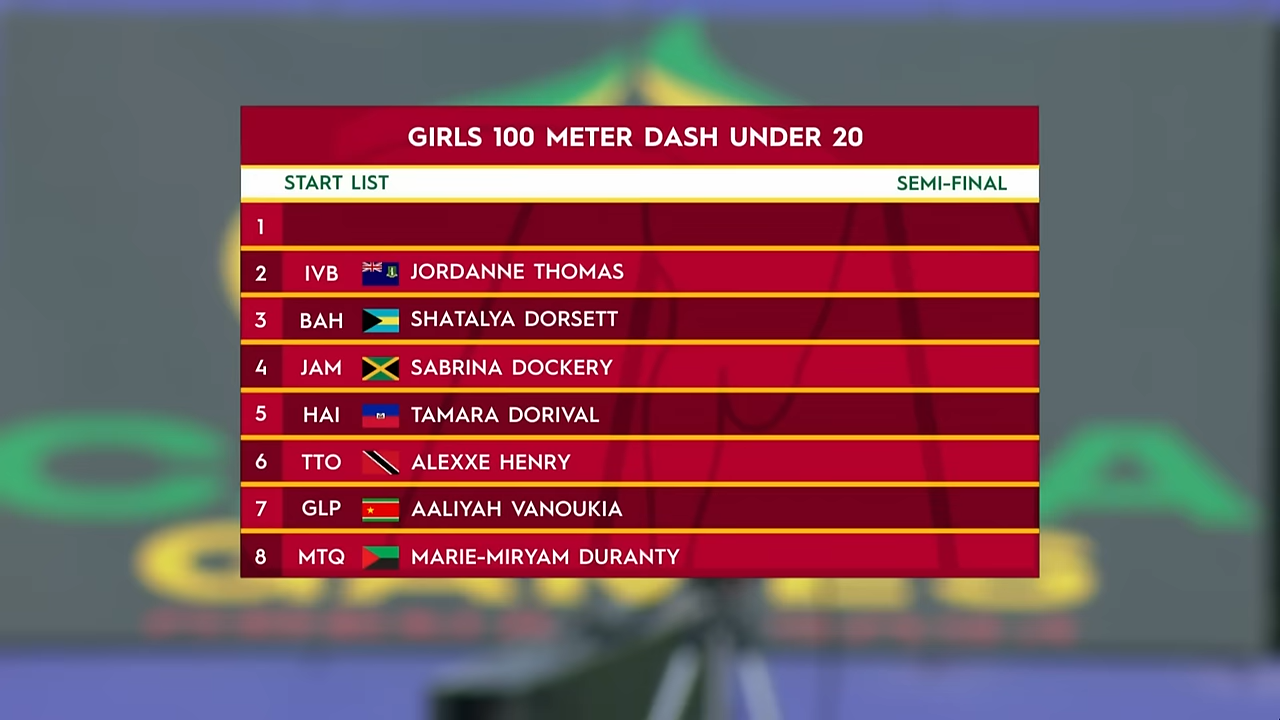 GIRLS 100 METER DASH UNDER 20
START LIST SEMI-FINAL
1
2 IVB JORDANNE THOMAS
3 BAH SHATALYA DORSETT
4 JAM SABRINA DOCKERY
5 HAI TAMARA DORIVAL
6 TTO ALEXXE HENRY
7 GLP AALIYAH VANOUKIA
8 MTQ MARIE-MIRYAM DURANTY